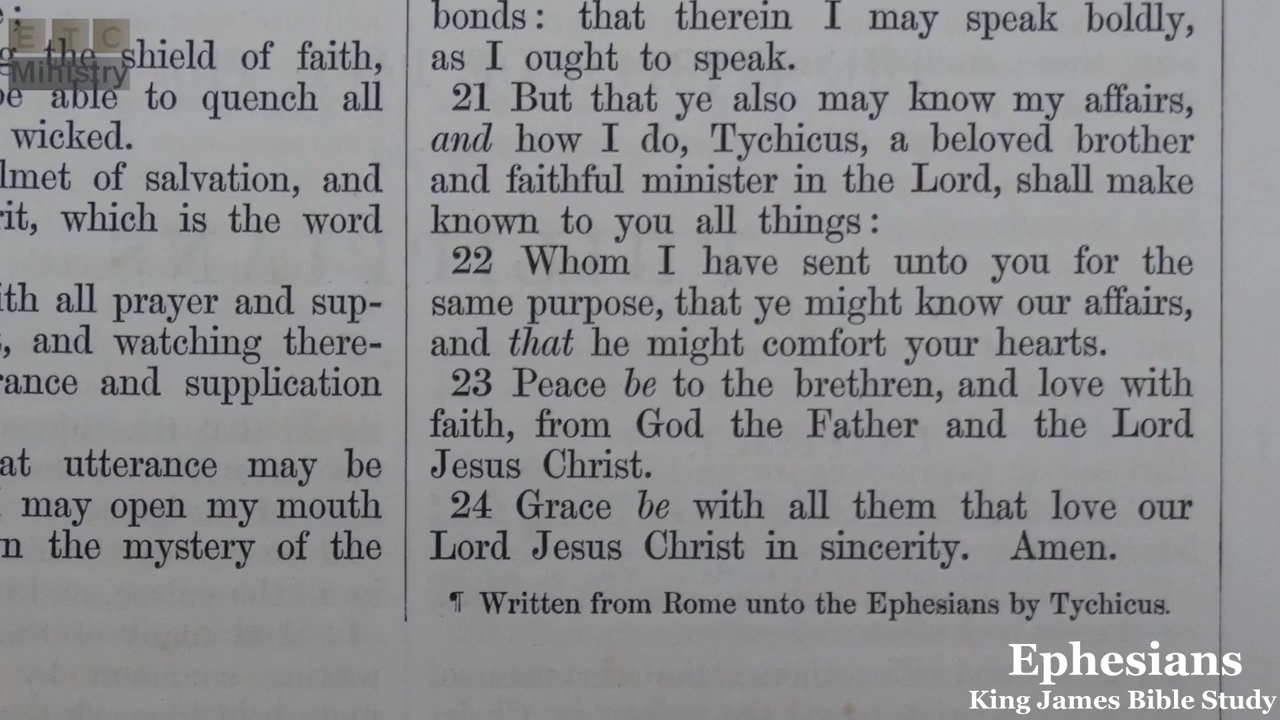 ETC
Ministry
g the shield of faith,
be able to quench all
wicked.
lmet of salvation, and
rit, which is the word
ith all prayer and sup-
, and watching there-
rance and supplication
at utterance may be
may open my mouth
n the mystery of the
bonds: that therein I may speak boldly,
as I ought to speak.
21 But that ye also may know my affairs,
and how I do, Tychicus, a beloved brother
and faithful minister in the Lord, shall make
known to you all things:
22 Whom I have sent unto you for the
same purpose, that ye might know our affairs,
and that he might comfort your hearts.
23 Peace be to the brethren, and love with
faith, from God the Father and the Lord
Jesus Christ.
24 Grace be with all them that love our
Lord Jesus Christ in sincerity. Amen.
¶ Written from Rome unto the Ephesians by Tychicus.
Ephesians
King James Bible Study